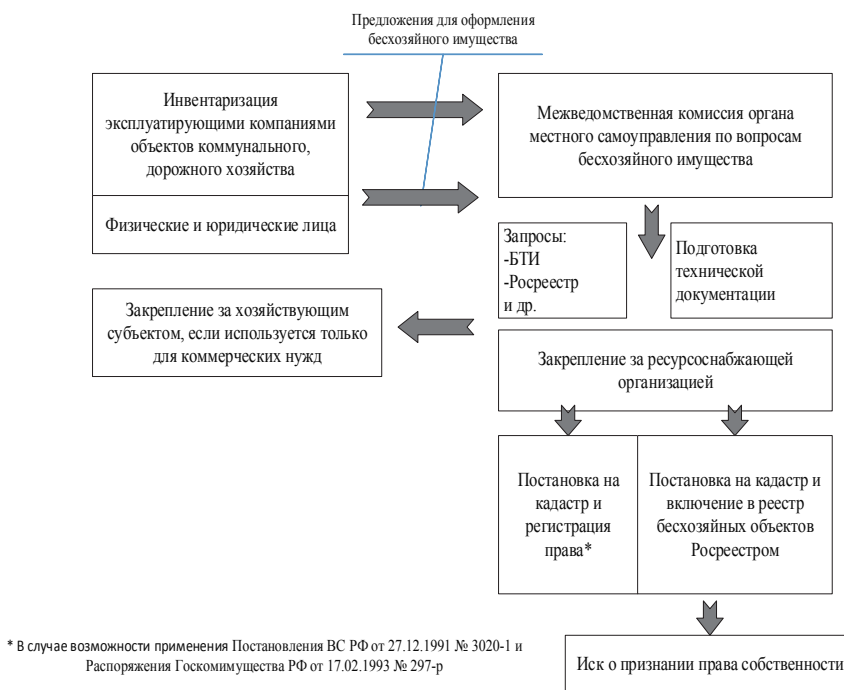 Предложения для оформления
бесхозяйного имущества
Инвентаризация
эксплуатирующими компаниями
объектов коммунального,
дорожного хозяйства
Физические и юридические лица
Межведомственная комиссия органа
местного самоуправления по вопросам
бесхозяйного имущества
Запросы:
-БТИ
-Росреестр
и др.
Подготовка
технической
документации
Закрепление за хозяйствующим
субъектом, если используется только
для коммерческих нужд
Закрепление за ресурсоснабжающей
организацией
Постановка на
кадастр и
регистрация
права*
Постановка на кадастр и
включение в реестр
бесхозяйных объектов
Росреестром
* В случае возможности применения Постановления ВС РФ от 27.12.1991 № 3020-1 и
Распоряжения Госкомимущества РФ от 17.02.1993 № 297-р
Иск о признании права собственности